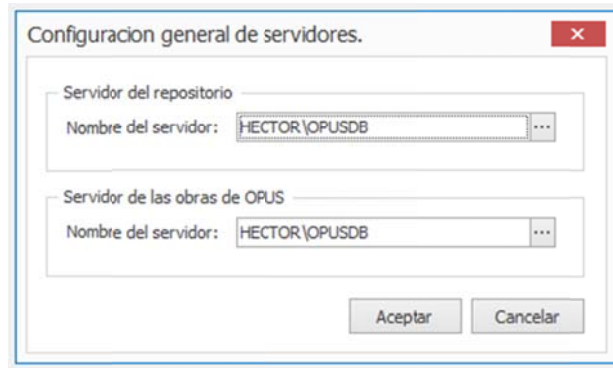 Configuracion general de servidores.
Servidor del repositorio
Nombre del servidor: HECTOR\OPUSDB ...
Servidor de las obras de OPUS
Nombre del servidor: HECTOR\OPUSDB ...
Aceptar Cancelar